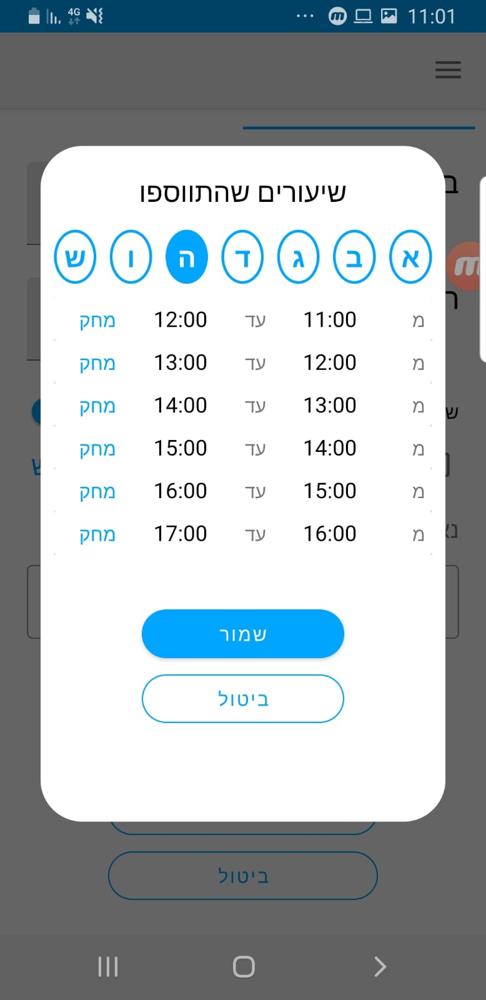 4G 11:01
ב
שיעורים שהתווספו
א ב ג ד ה ו ש
מ 11:00 עד 12:00 מחק
מ 12:00 עד 13:00 מחק
מ 13:00 עד 14:00 מחק
מ 14:00 עד 15:00 מחק
מ 15:00 עד 16:00 מחק
מ 16:00 עד 17:00 מחק
שמור
ביטול
ביטול